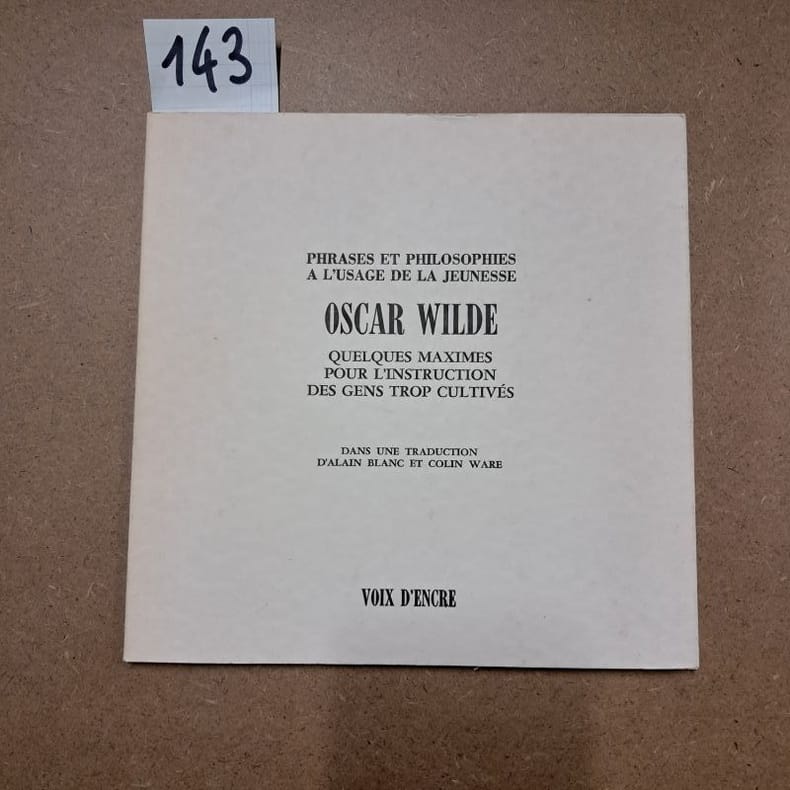 143
PHRASES ET PHILOSOPHIES
A L'USAGE DE LA JEUNESSE
OSCAR WILDE
QUELQUES MAXIMES
POUR L'INSTRUCTION
DES GENS TROP CULTIVÉS
DANS UNE TRADUCTION
D'ALAIN BLANC ET COLIN WARE
VOIX D'ENCRE